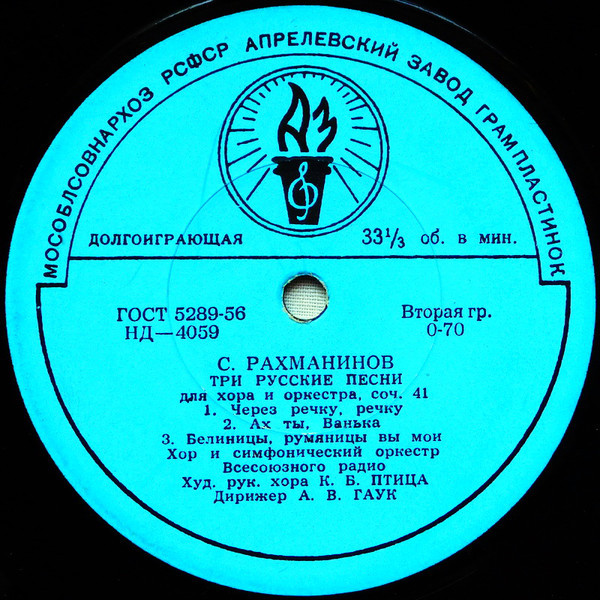 МОСОБЛСОВНАРХОЗ РСФСР АПРЕЛЕВСКИЙ ЗАВОД ГРАМПЛАСТИНОК
АЗ
ДОЛГОИГРАЮЩАЯ 33⅓ об. в мин.
ГОСТ 5289-56 Вторая гр.
НД—4059 0-70
С. РАХМАНИНОВ
ТРИ РУССКИЕ ПЕСНИ
для хора и оркестра, соч. 41
1. Через речку, речку
2. Ах ты, Ванька
3. Белиницы, румяницы вы мои
Хор и симфонический оркестр
Всесоюзного радио
Худ. рук. хора К. Б. ПТИЦА
Дирижер А. В. ГАУК